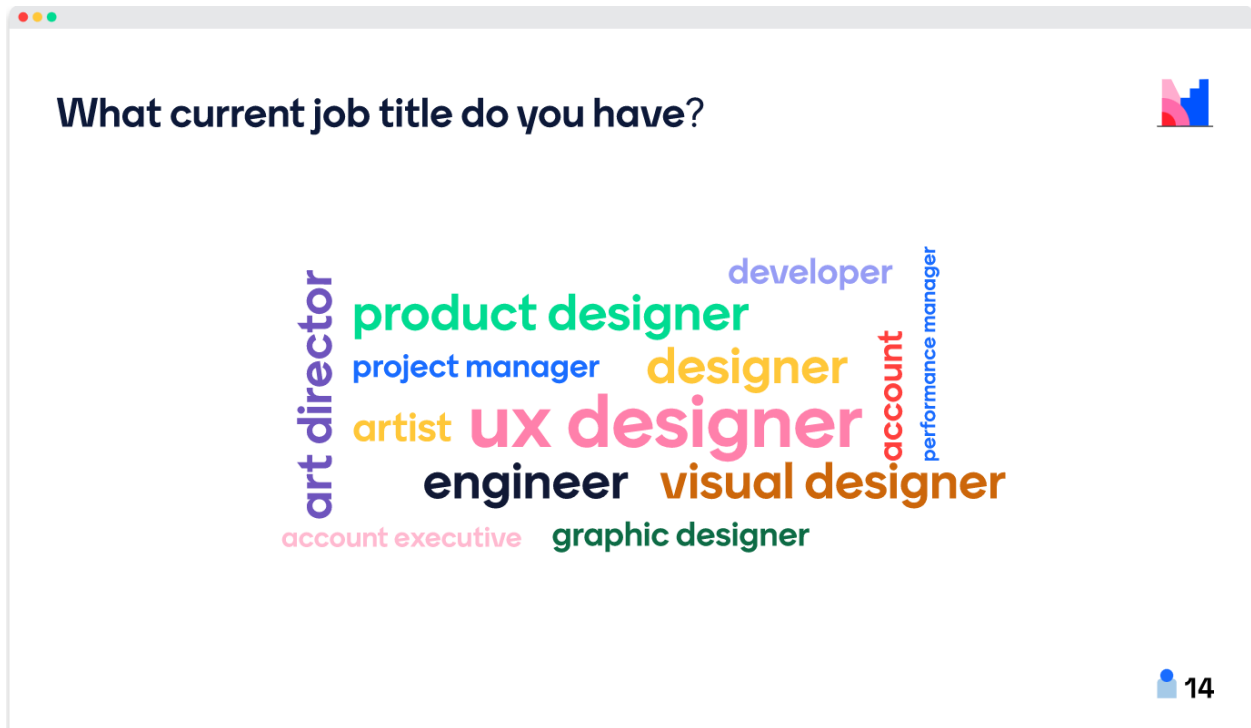 What current job title do you have?
developer
performance manager
art director
product designer
project manager
designer
account
artist
ux designer
engineer
visual designer
account executive
graphic designer
14